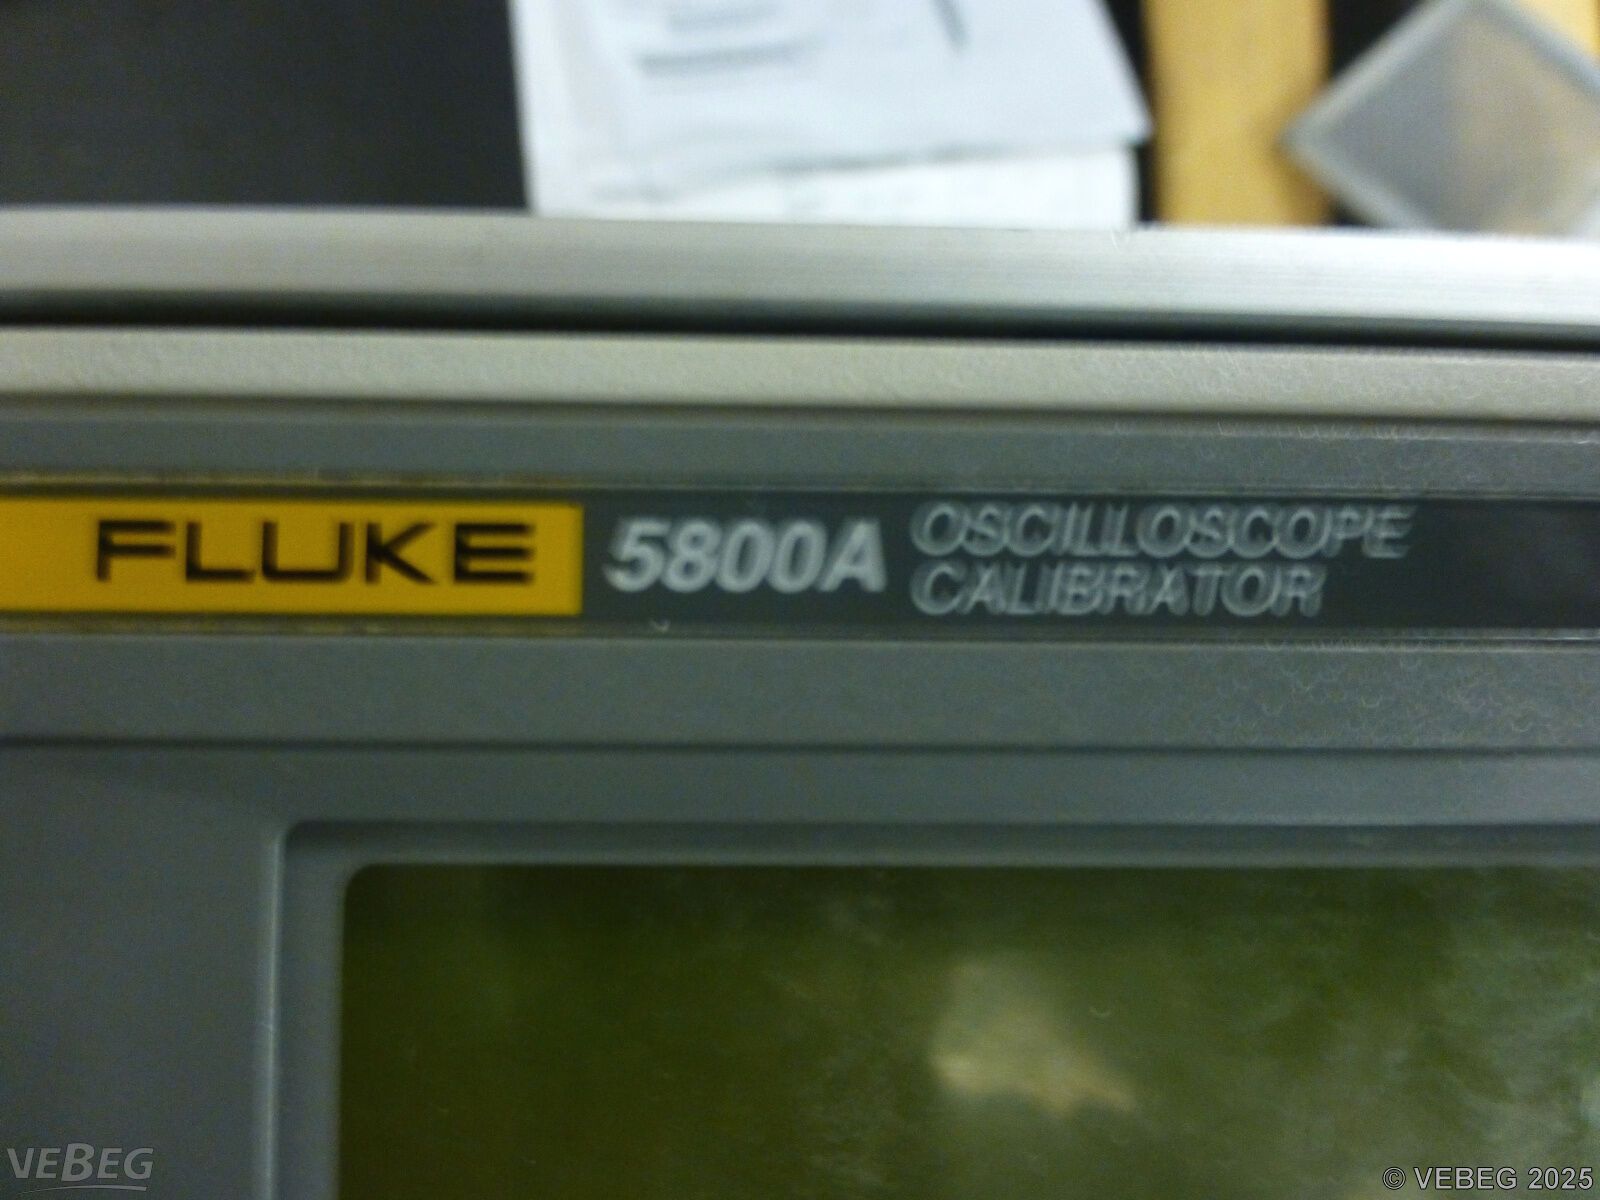 FLUKE 5800A OSCILLOSCOPE
CALIBRATOR
VEBEG
© VEBEG 2025